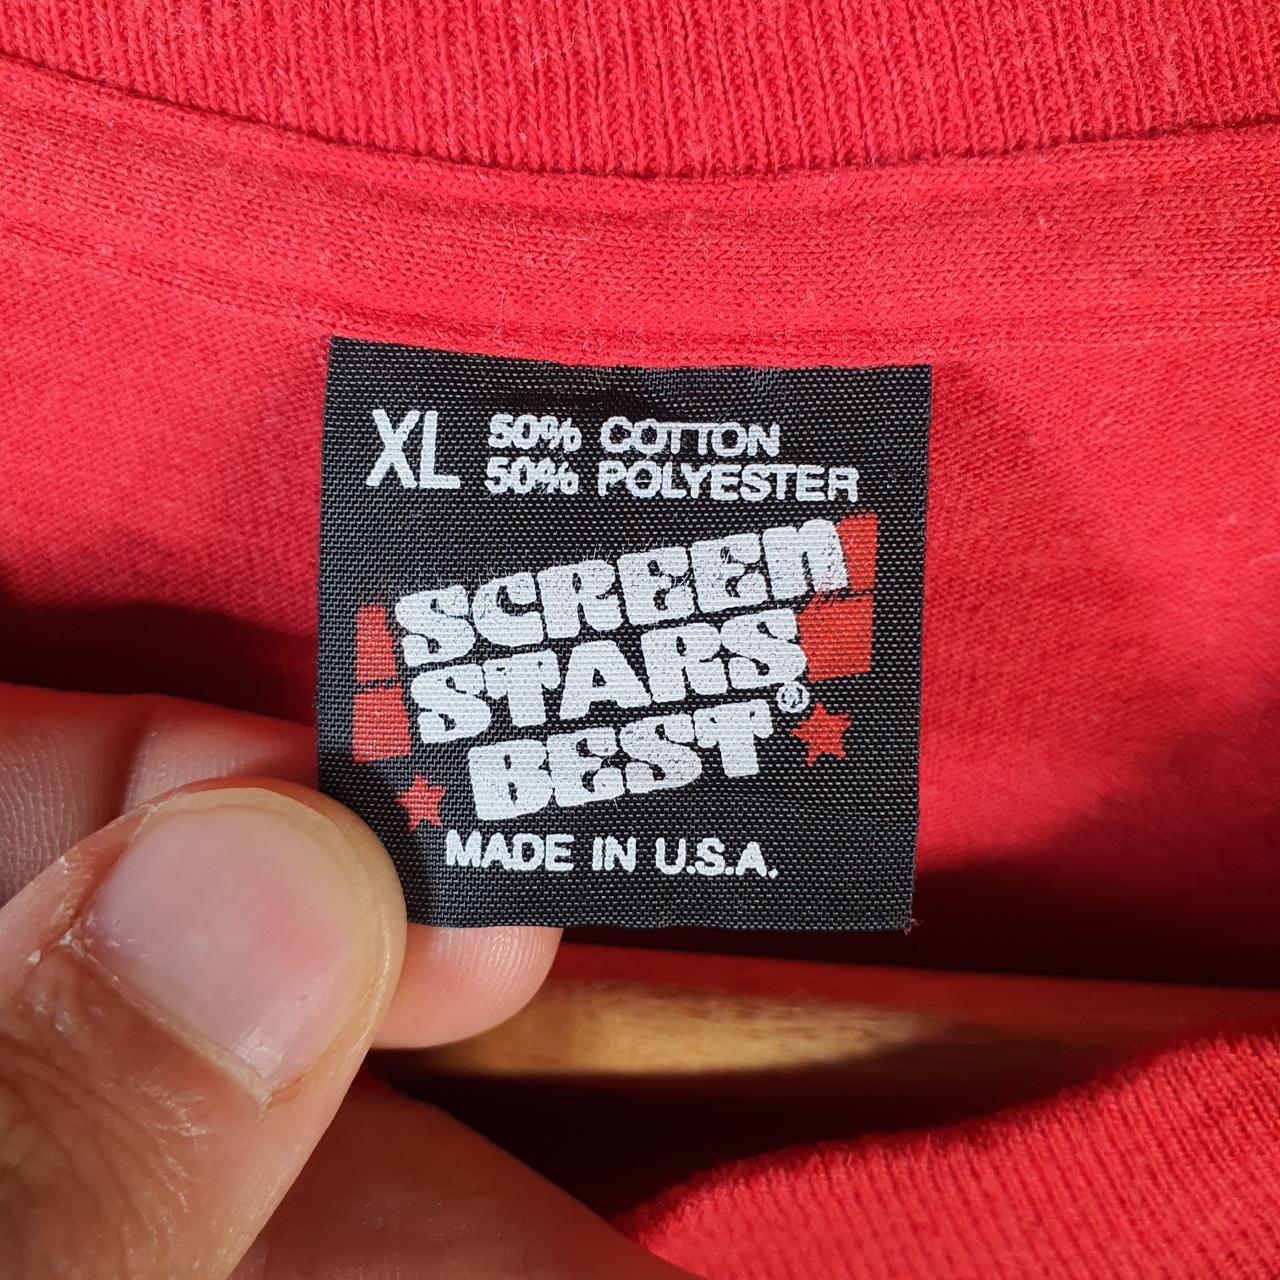 XL 50% COTTON
50% POLYESTER
SCREEN
STARS
BEST®
MADE IN U.S.A.